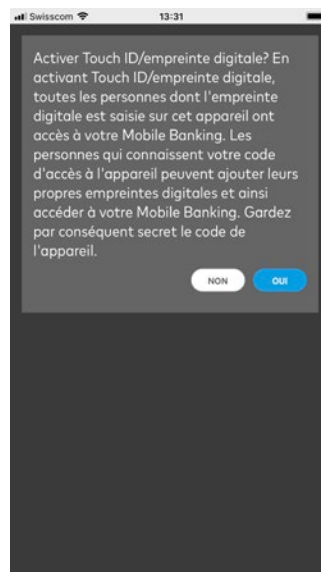 Swisscom 13:31
Activer Touch ID/empreinte digitale? En
activant Touch ID/empreinte digitale,
toutes les personnes dont l'empreinte
digitale est saisie sur cet appareil ont
accès à votre Mobile Banking. Les
personnes qui connaissent votre code
d'accès à l'appareil peuvent ajouter leurs
propres empreintes digitales et ainsi
accéder à votre Mobile Banking. Gardez
par conséquent secret le code de
l'appareil.
NON OUI